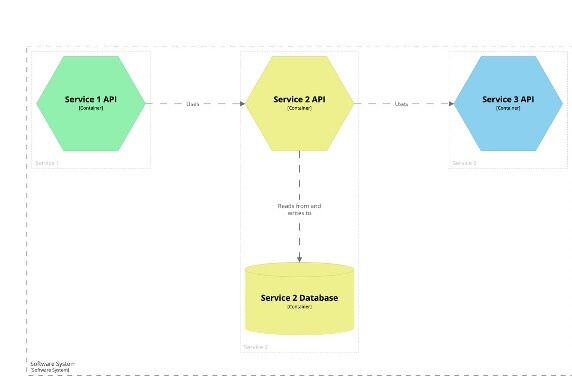 Service 1 API
[Container]
Uses
Service 2 API
[Container]
Uses
Service 3 API
[Container]
Service 1
Service 3
Reads from and
writes to
Service 2 Database
[Container]
Service 2
Software System
[Software System]